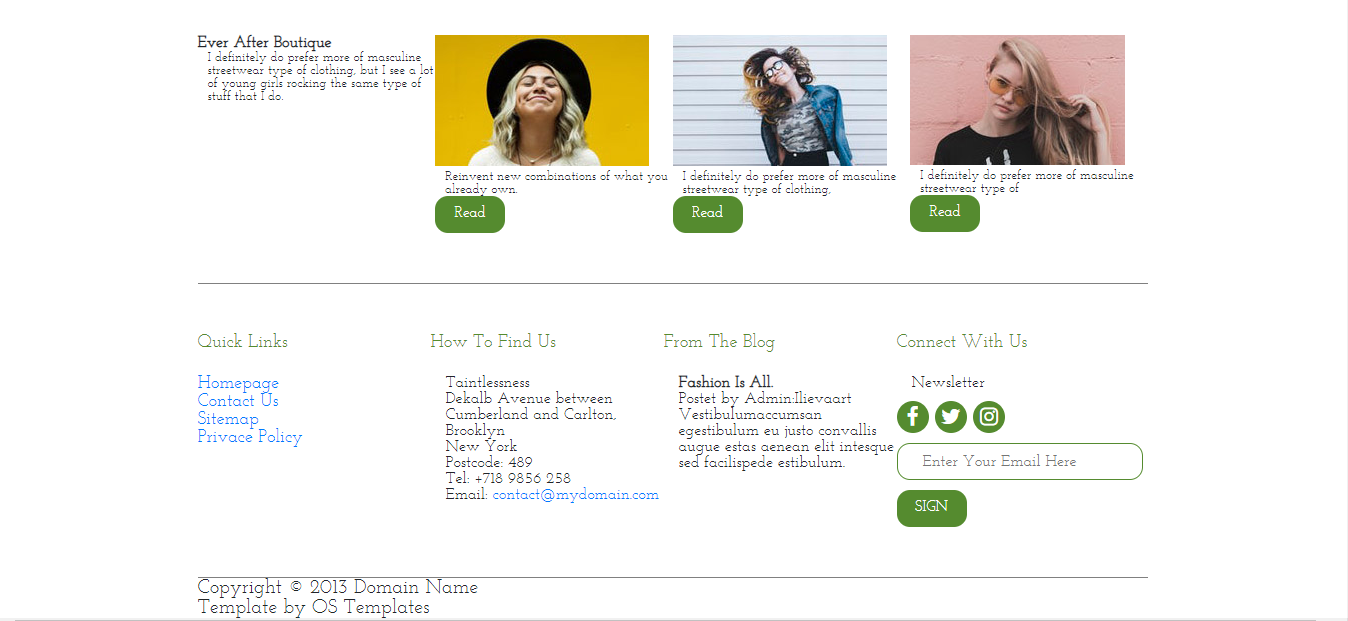 Ever After Boutique
I definitely do prefer more of masculine
streetwear type of clothing, but I see a lot
of young girls rocking the same type of
stuff that I do.
Reinvent new combinations of what you
already own.
Read
I definitely do prefer more of masculine
streetwear type of clothing,
Read
I definitely do prefer more of masculine
streetwear type of
Read
Quick Links
Homepage
Contact Us
Sitemap
Privace Policy
How To Find Us
Taintlessness
Dekalb Avenue between
Cumberland and Carlton,
Brooklyn
New York
Postcode: 489
Tel: +718 9856 258
Email: contact@mydomain.com
From The Blog
Fashion Is All.
Postet by Admin:Ilievaart
Vestibulumaccumsan
egestibulum eu justo convallis
augue estas aenean elit intesque
sed facilispede estibulum.
Connect With Us
Newsletter
Enter Your Email Here
SIGN
Copyright © 2013 Domain Name
Template by OS Templates